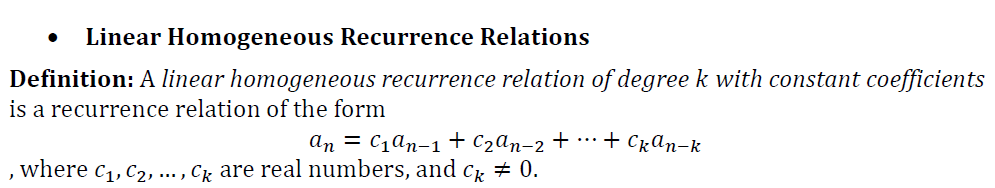 • Linear Homogeneous Recurrence Relations
Definition: A linear homogeneous recurrence relation of degree k with constant coefficients
is a recurrence relation of the form
𝑎ₙ = 𝑐₁𝑎ₙ₋₁ + 𝑐₂𝑎ₙ₋₂ + ⋯ + 𝑐ₖ𝑎ₙ₋ₖ
, where 𝑐₁, 𝑐₂, … , 𝑐ₖ are real numbers, and 𝑐ₖ ≠ 0.